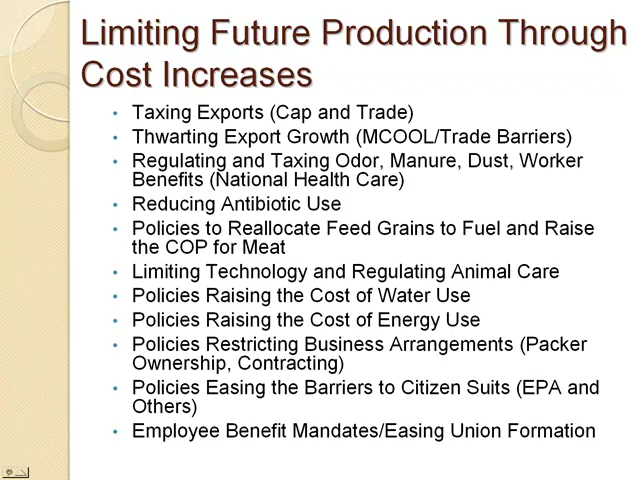 Limiting Future Production Through
Cost Increases
• Taxing Exports (Cap and Trade)
• Thwarting Export Growth (MCOOL/Trade Barriers)
• Regulating and Taxing Odor, Manure, Dust, Worker
Benefits (National Health Care)
• Reducing Antibiotic Use
• Policies to Reallocate Feed Grains to Fuel and Raise
the COP for Meat
• Limiting Technology and Regulating Animal Care
• Policies Raising the Cost of Water Use
• Policies Raising the Cost of Energy Use
• Policies Restricting Business Arrangements (Packer
Ownership, Contracting)
• Policies Easing the Barriers to Citizen Suits (EPA and
Others)
• Employee Benefit Mandates/Easing Union Formation